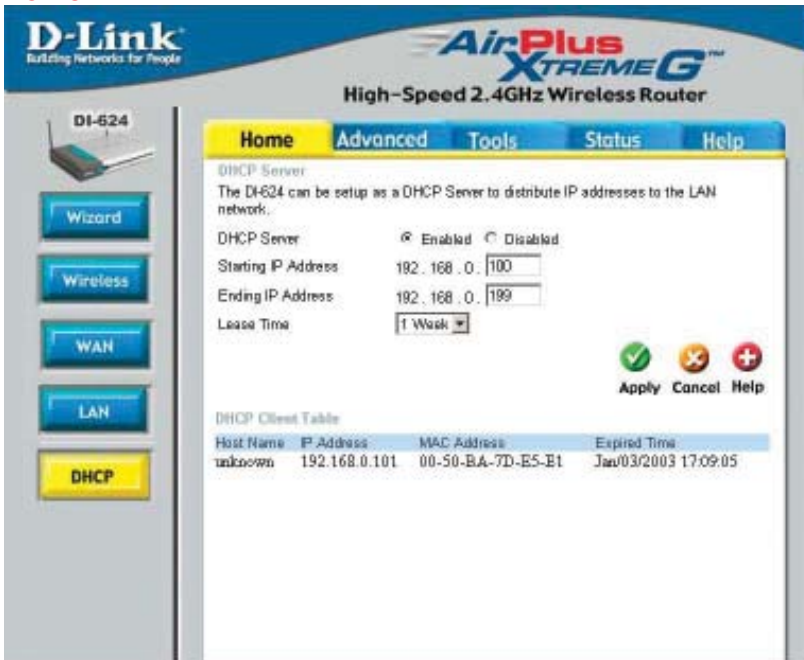 D-Link
Building Networks for People
AirPlus
XTREME G™
High-Speed 2.4GHz Wireless Router
DI-624
Home Advanced Tools Status Help
Wizard
Wireless
WAN
LAN
DHCP
DHCP Server
The DI-624 can be setup as a DHCP Server to distribute IP addresses to the LAN
network.
DHCP Server Enabled Disabled
Starting IP Address 192 . 168 . 0 . 100
Ending IP Address 192 . 168 . 0 . 199
Lease Time 1 Week
Apply Cancel Help
DHCP Client Table
Host Name IP Address MAC Address Expired Time
unknown 192.168.0.101 00-50-BA-7D-E5-E1 Jan/03/2003 17:09:05